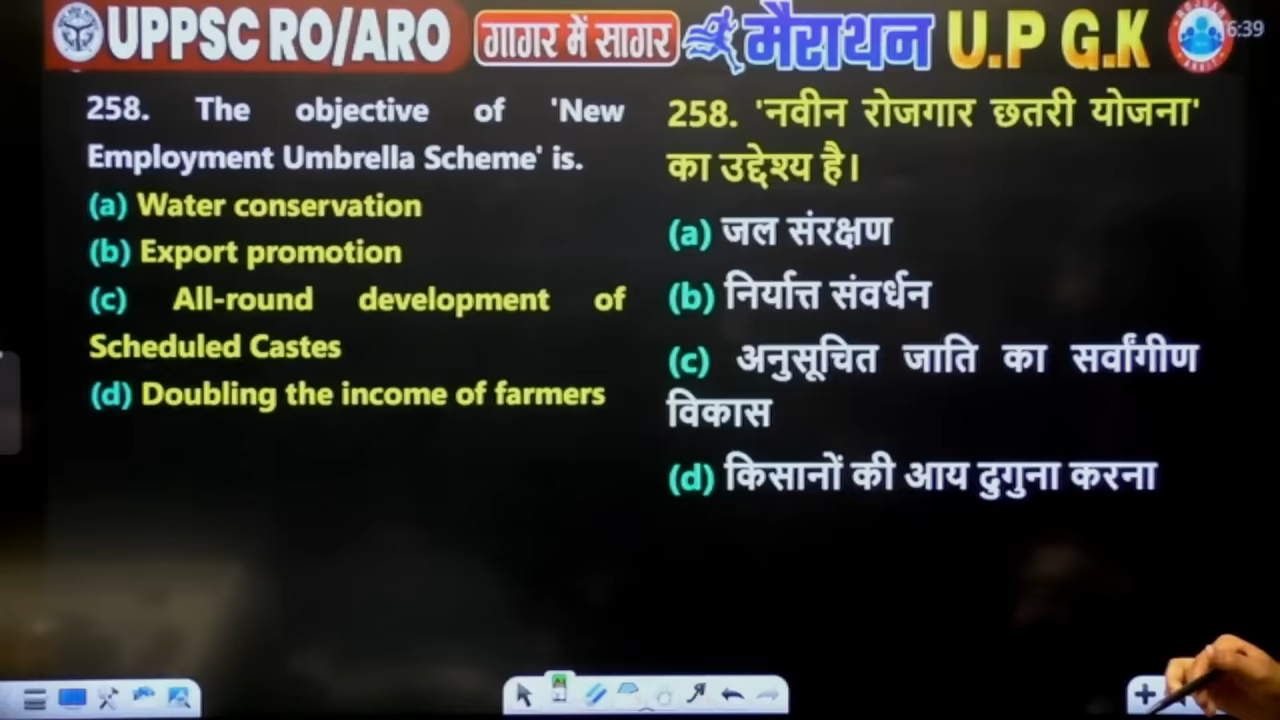 UPPSC RO/ARO गागर में सागर मैराथन U.P G.K
6:39
258. The objective of 'New
Employment Umbrella Scheme' is.
(a) Water conservation
(b) Export promotion
(c) All-round development of
Scheduled Castes
(d) Doubling the income of farmers
258. 'नवीन रोजगार छतरी योजना'
का उद्देश्य है।
(a) जल संरक्षण
(b) निर्यात्त संवर्धन
(c) अनुसूचित जाति का सर्वांगीण
विकास
(d) किसानों की आय दुगुना करना